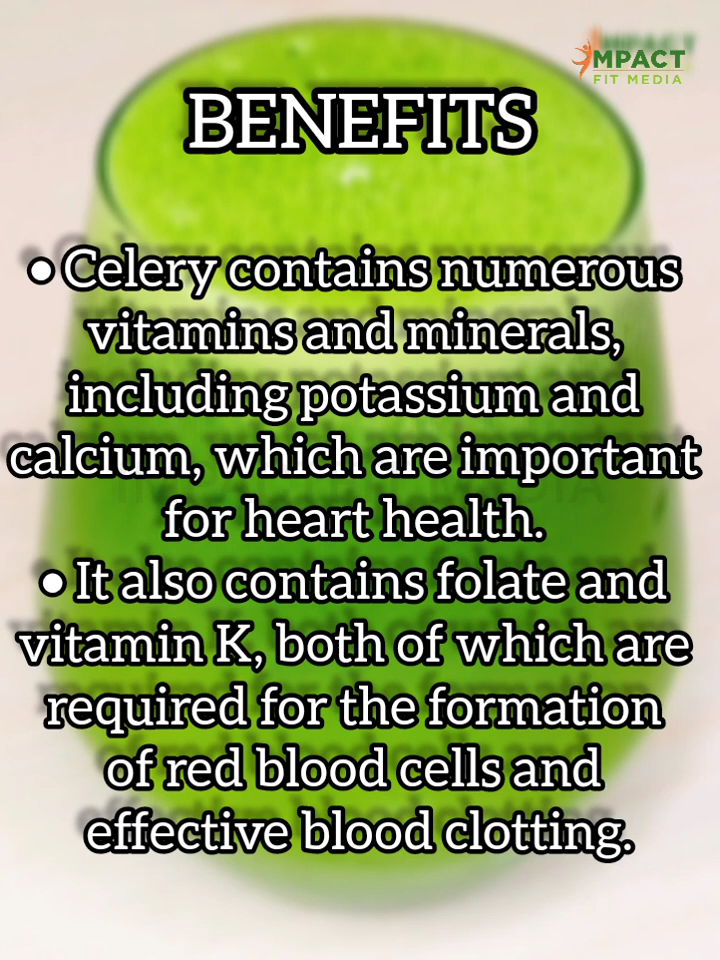 IMPACT
FIT MEDIA
BENEFITS
• Celery contains numerous
vitamins and minerals,
including potassium and
calcium, which are important
for heart health.
• It also contains folate and
vitamin K, both of which are
required for the formation
of red blood cells and
effective blood clotting.